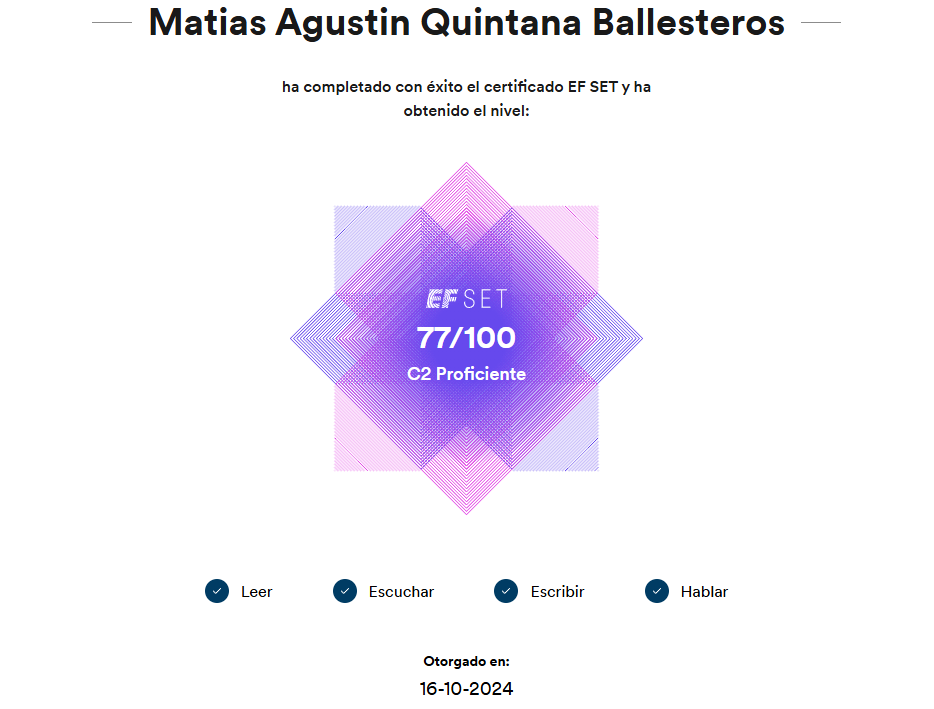 Matias Agustin Quintana Ballesteros
ha completado con éxito el certificado EF SET y ha
obtenido el nivel:
EF SET
77/100
C2 Proficiente
Leer
Escuchar
Escribir
Hablar
Otorgado en:
16-10-2024